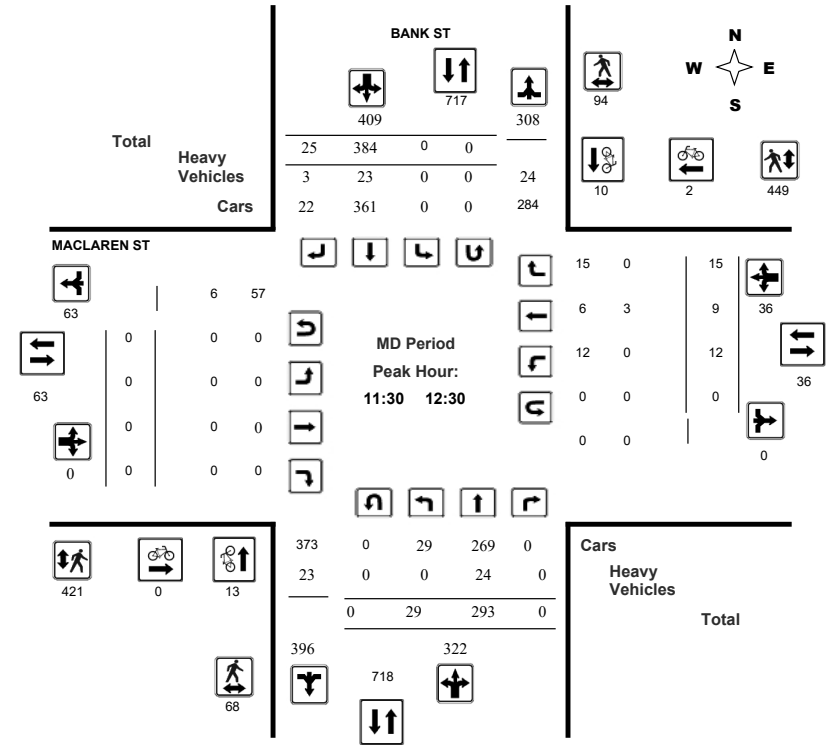 BANK ST
N
W E
S
409 717 308 94
Total 25 384 0 0
Heavy
Vehicles 3 23 0 0 24
Cars 22 361 0 0 284
10 2 449
MACLAREN ST
63 6 57
15 0 15
6 3 9 36
0 0 0
63
MD Period
Peak Hour:
11:30 12:30
12 0 12
36
0 0 0
0 0 0
0 0 0
0
0 0 0
0 0
0
373 0 29 269 0 Cars
23 0 0 24 0 Heavy
Vehicles
0 29 293 0 Total
421 0 13
396 322
718
68